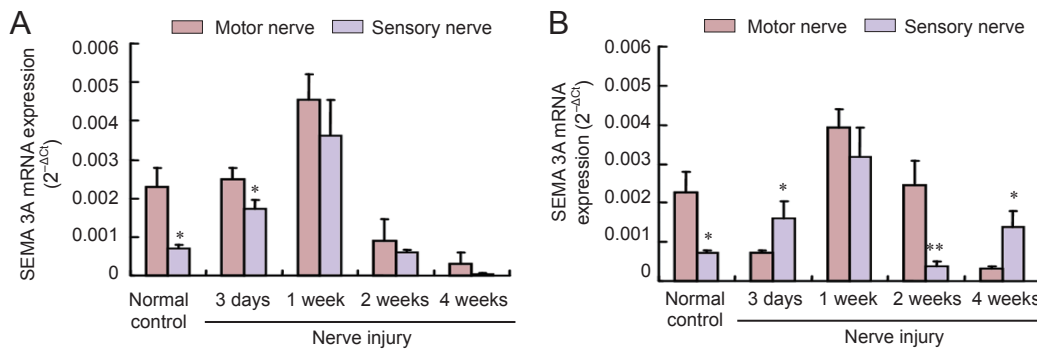 A
Motor nerve
Sensory nerve
SEMA 3A mRNA expression
(2⁻ΔCt)
0.006
0.005
0.004
0.003
0.002
0.001
0
*
*
Normal
control
3 days
1 week
2 weeks
4 weeks
Nerve injury
B
Motor nerve
Sensory nerve
SEMA 3A mRNA
expression (2⁻ΔCt)
0.006
0.005
0.004
0.003
0.002
0.001
0
*
*
**
*
Normal
control
3 days
1 week
2 weeks
4 weeks
Nerve injury